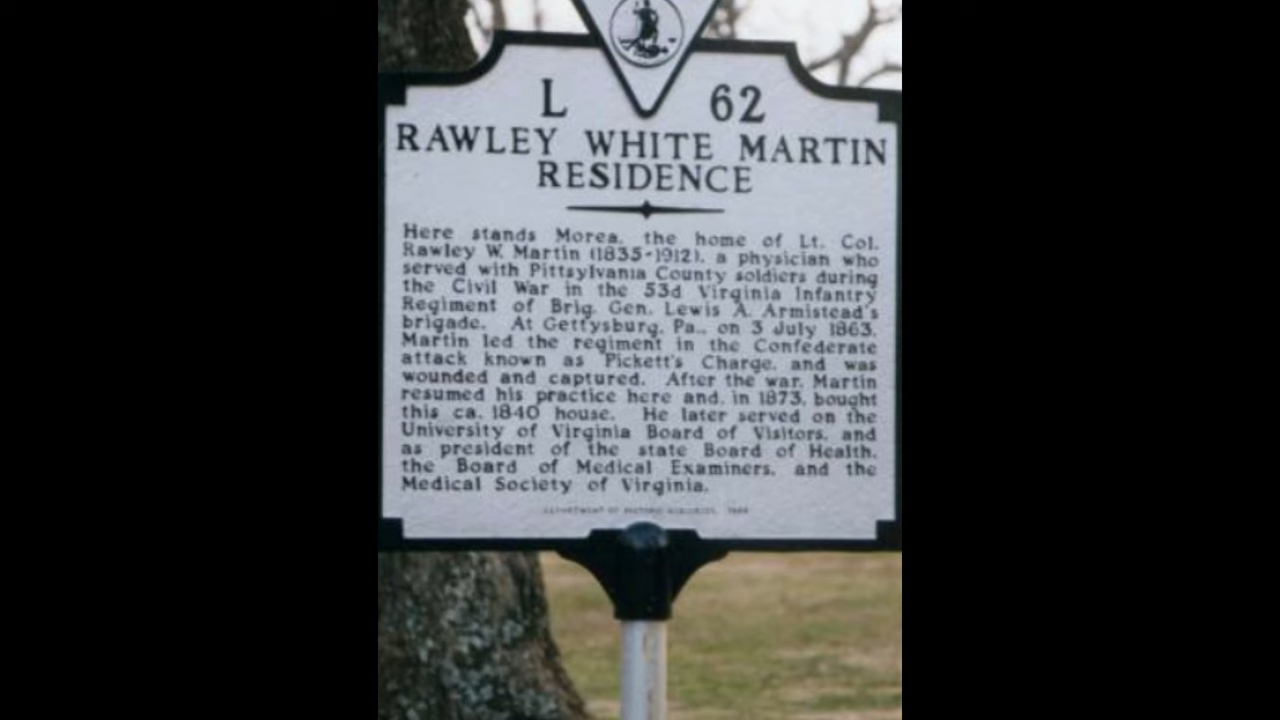 L 62
RAWLEY WHITE MARTIN
RESIDENCE
Here stands Morea, the home of Lt. Col.
Rawley W. Martin (1835-1912), a physician who
served with Pittsylvania County soldiers during
the Civil War in the 53d Virginia Infantry
Regiment of Brig. Gen. Lewis A. Armistead's
brigade. At Gettysburg, Pa., on 3 July 1863,
Martin led the regiment in the Confederate
attack known as Pickett's Charge, and was
wounded and captured. After the war, Martin
resumed his practice here and, in 1873, bought
this ca. 1840 house. He later served on the
University of Virginia Board of Visitors, and
as president of the state Board of Health,
the Board of Medical Examiners, and the
Medical Society of Virginia.
DEPARTMENT OF HISTORIC RESOURCES,